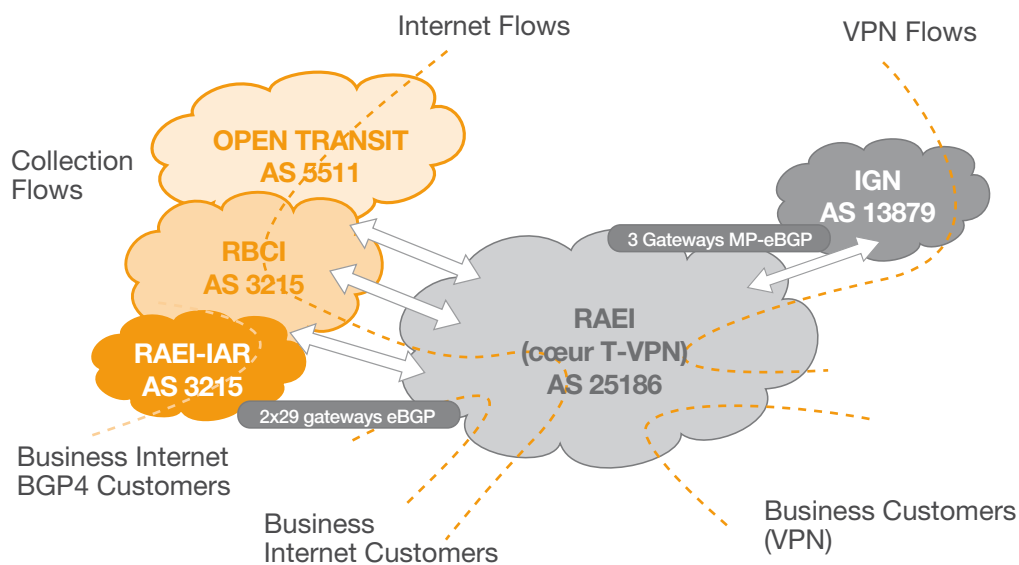 Internet Flows
VPN Flows
OPEN TRANSIT
AS 5511
Collection
Flows
IGN
AS 13879
3 Gateways MP-eBGP
RBCI
AS 3215
RAEI
(cœur T-VPN)
AS 25186
RAEI-IAR
AS 3215
2x29 gateways eBGP
Business Internet
BGP4 Customers
Business
Internet Customers
Business Customers
(VPN)